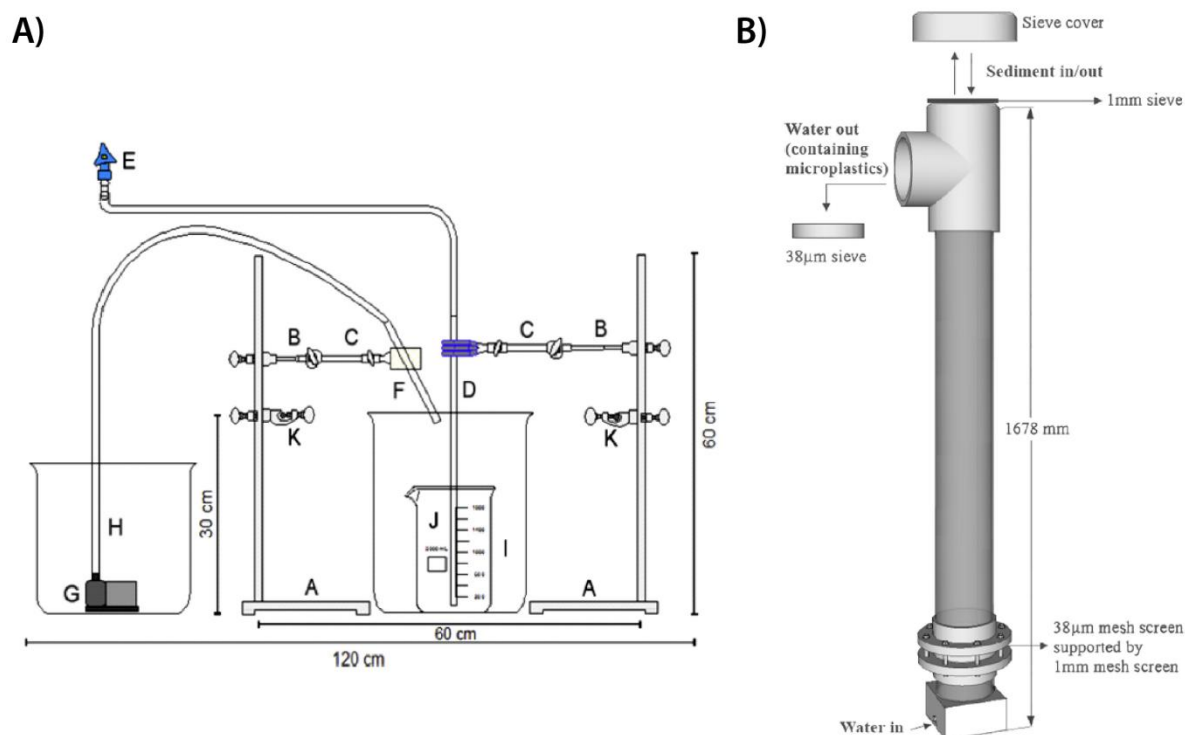 A)
E
B
C
C
B
F
D
K
K
H
J
I
G
A
A
30 cm
60 cm
60 cm
120 cm
B)
Sieve cover
Sediment in/out
1mm sieve
Water out
(containing
microplastics)
38μm sieve
1678 mm
38μm mesh screen
supported by
1mm mesh screen
Water in